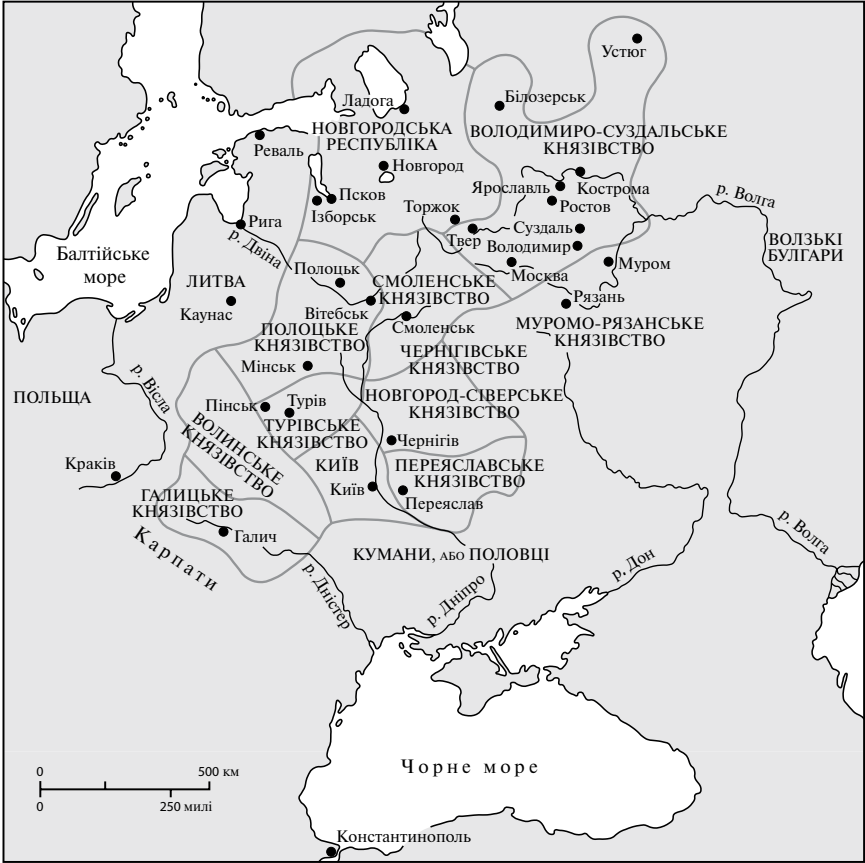 Устюг
Ладога
Білозерськ
НОВГОРОДСЬКА
РЕСПУБЛІКА
ВОЛОДИМИРО-СУЗДАЛЬСЬКЕ
КНЯЗІВСТВО
Реваль
Новгород
Псков
Ізборськ
Ярославль
Кострома
Ростов
р. Волга
Торжок
Твер
Суздаль
Володимир
Рига
р. Двіна
Балтійське
море
ВОЛЗЬКІ
БУЛГАРИ
Москва
Муром
Полоцьк
ЛИТВА
Каунас
СМОЛЕНСЬКЕ
КНЯЗІВСТВО
Вітебськ
Рязань
Смоленськ
МУРОМО-РЯЗАНСЬКЕ
КНЯЗІВСТВО
ПОЛОЦЬКЕ
КНЯЗІВСТВО
Мінськ
ЧЕРНІГІВСЬКЕ
КНЯЗІВСТВО
ПОЛЬЩА
р. Вісла
НОВГОРОД-СІВЕРСЬКЕ
КНЯЗІВСТВО
Пінськ
Турів
ТУРІВСЬКЕ
КНЯЗІВСТВО
ВОЛИНСЬКЕ
КНЯЗІВСТВО
Чернігів
Краків
КИЇВ
Київ
ПЕРЕЯСЛАВСЬКЕ
КНЯЗІВСТВО
Переяслав
ГАЛИЦЬКЕ
КНЯЗІВСТВО
Галич
Карпати
КУМАНИ, АБО ПОЛОВЦІ
р. Волга
р. Дон
р. Дністер
р. Дніпро
Чорне море
0 500 км
0 250 милі
Константинополь